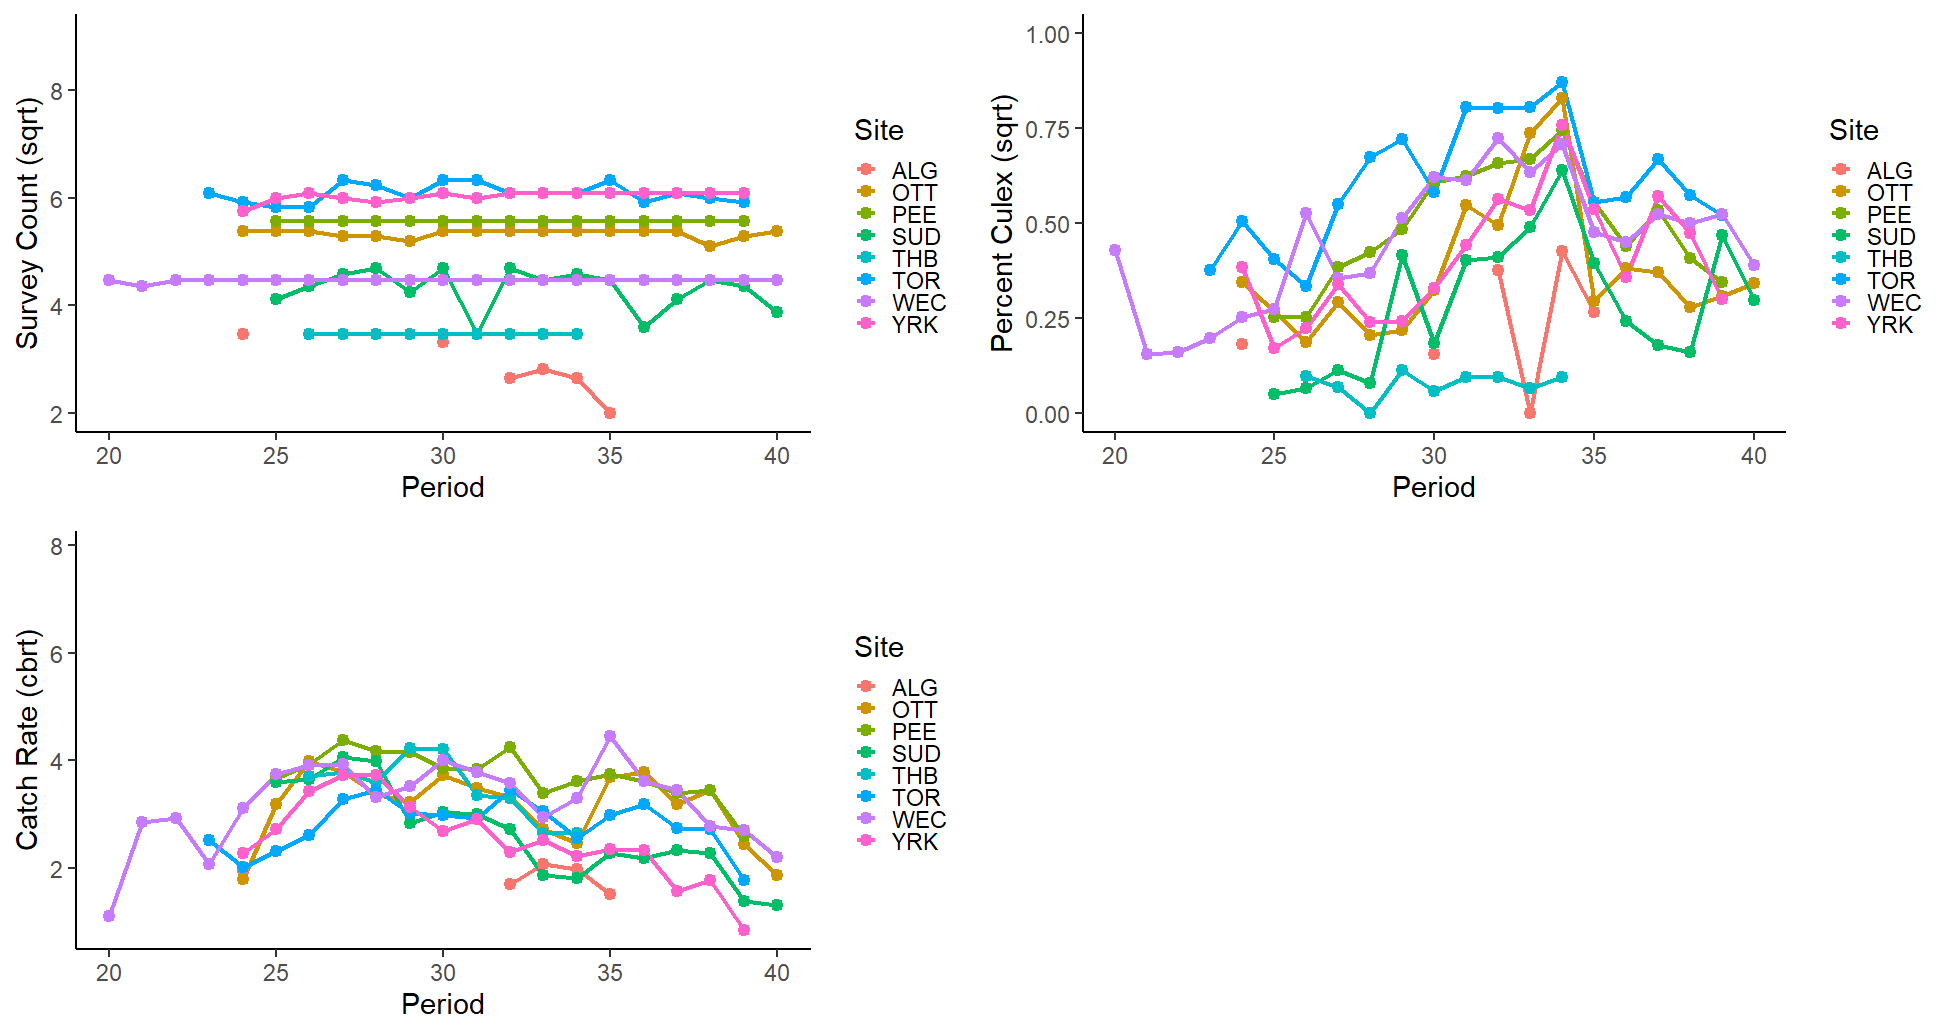 Survey Count (sqrt)
8
6
4
2
20 25 30 35 40
Period
Site
ALG
OTT
PEE
SUD
THB
TOR
WEC
YRK
Percent Culex (sqrt)
1.00
0.75
0.50
0.25
0.00
20 25 30 35 40
Period
Site
ALG
OTT
PEE
SUD
THB
TOR
WEC
YRK
Catch Rate (cbrt)
8
6
4
2
20 25 30 35 40
Period
Site
ALG
OTT
PEE
SUD
THB
TOR
WEC
YRK